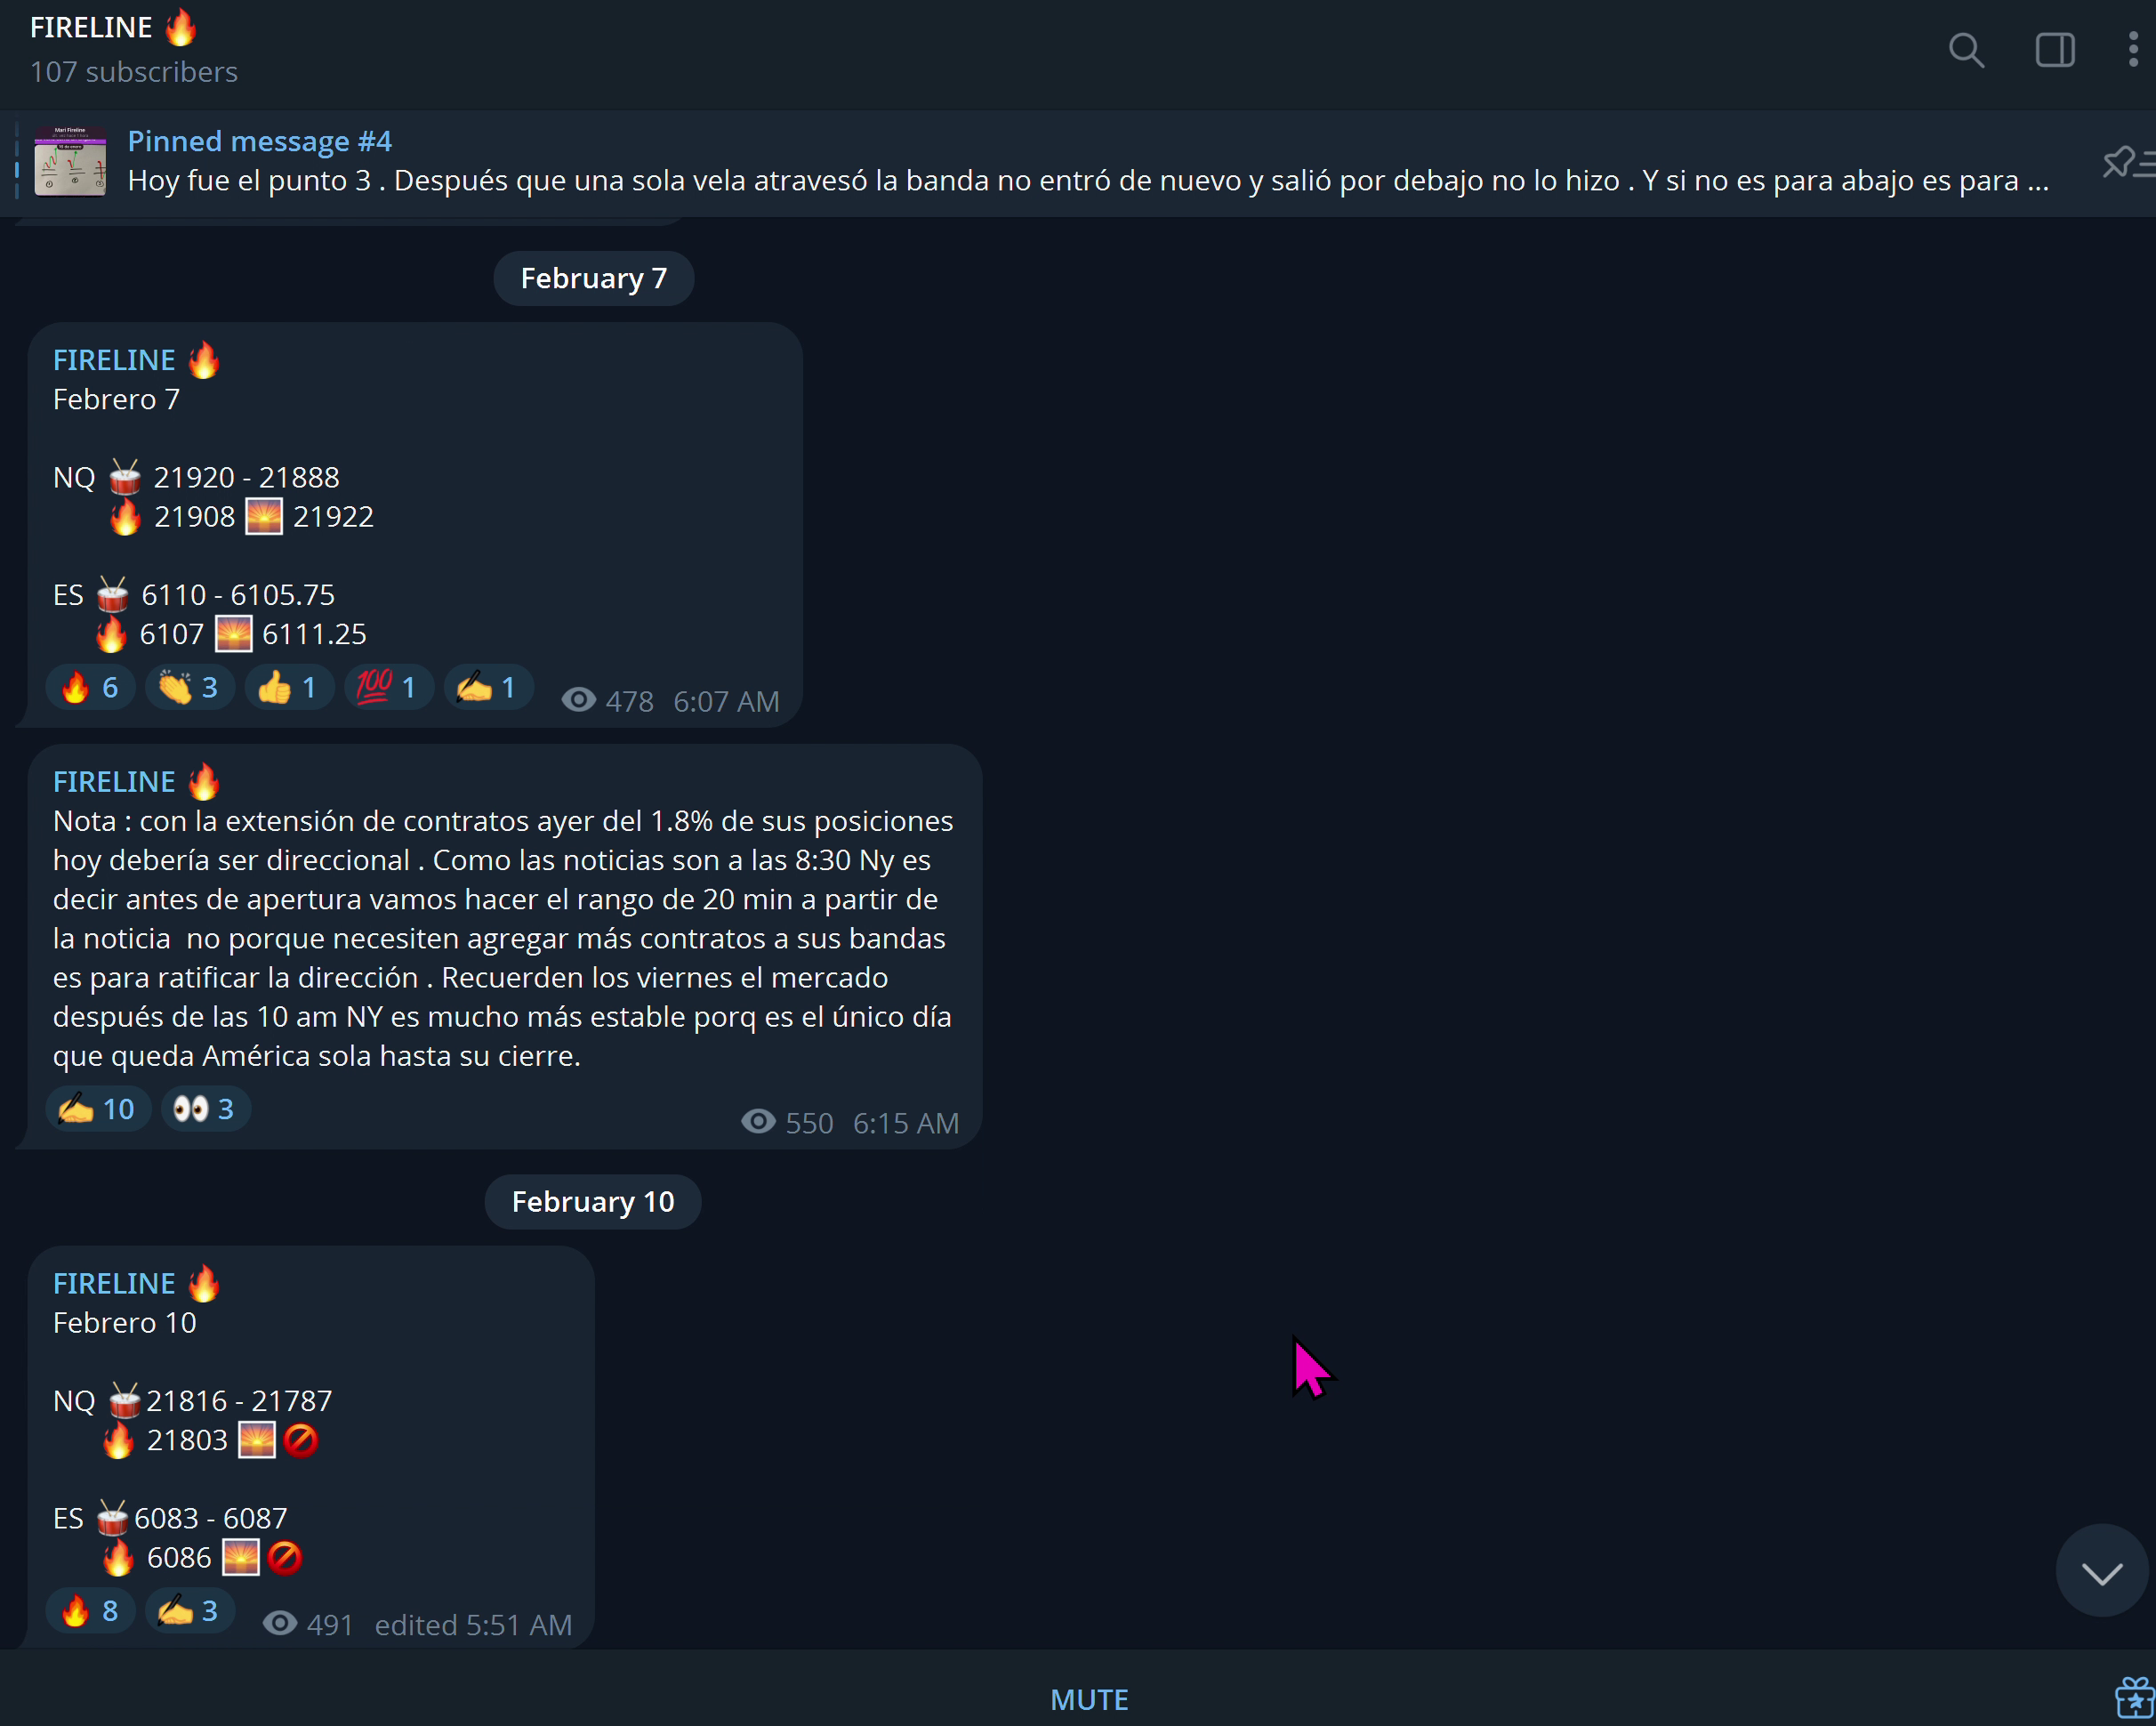 FIRELINE 🔥
107 subscribers
Pinned message #4
Hoy fue el punto 3 . Después que una sola vela atravesó la banda no entró de nuevo y salió por debajo no lo hizo . Y si no es para abajo es para ...
February 7
FIRELINE 🔥
Febrero 7
NQ 🥁 21920 - 21888
🔥 21908 🌅 21922
ES 🥁 6110 - 6105.75
🔥 6107 🌅 6111.25
🔥 6 👏 3 👍 1 💯 1 ✍️ 1 478 6:07 AM
FIRELINE 🔥
Nota : con la extensión de contratos ayer del 1.8% de sus posiciones
hoy debería ser direccional . Como las noticias son a las 8:30 Ny es
decir antes de apertura vamos hacer el rango de 20 min a partir de
la noticia  no porque necesiten agregar más contratos a sus bandas
es para ratificar la dirección . Recuerden los viernes el mercado
después de las 10 am NY es mucho más estable porq es el único día
que queda América sola hasta su cierre.
✍️ 10 👀 3 550 6:15 AM
February 10
FIRELINE 🔥
Febrero 10
NQ 🥁21816 - 21787
🔥 21803 🌅🚫
ES 🥁6083 - 6087
🔥 6086 🌅🚫
🔥 8 ✍️ 3 491 edited 5:51 AM
MUTE